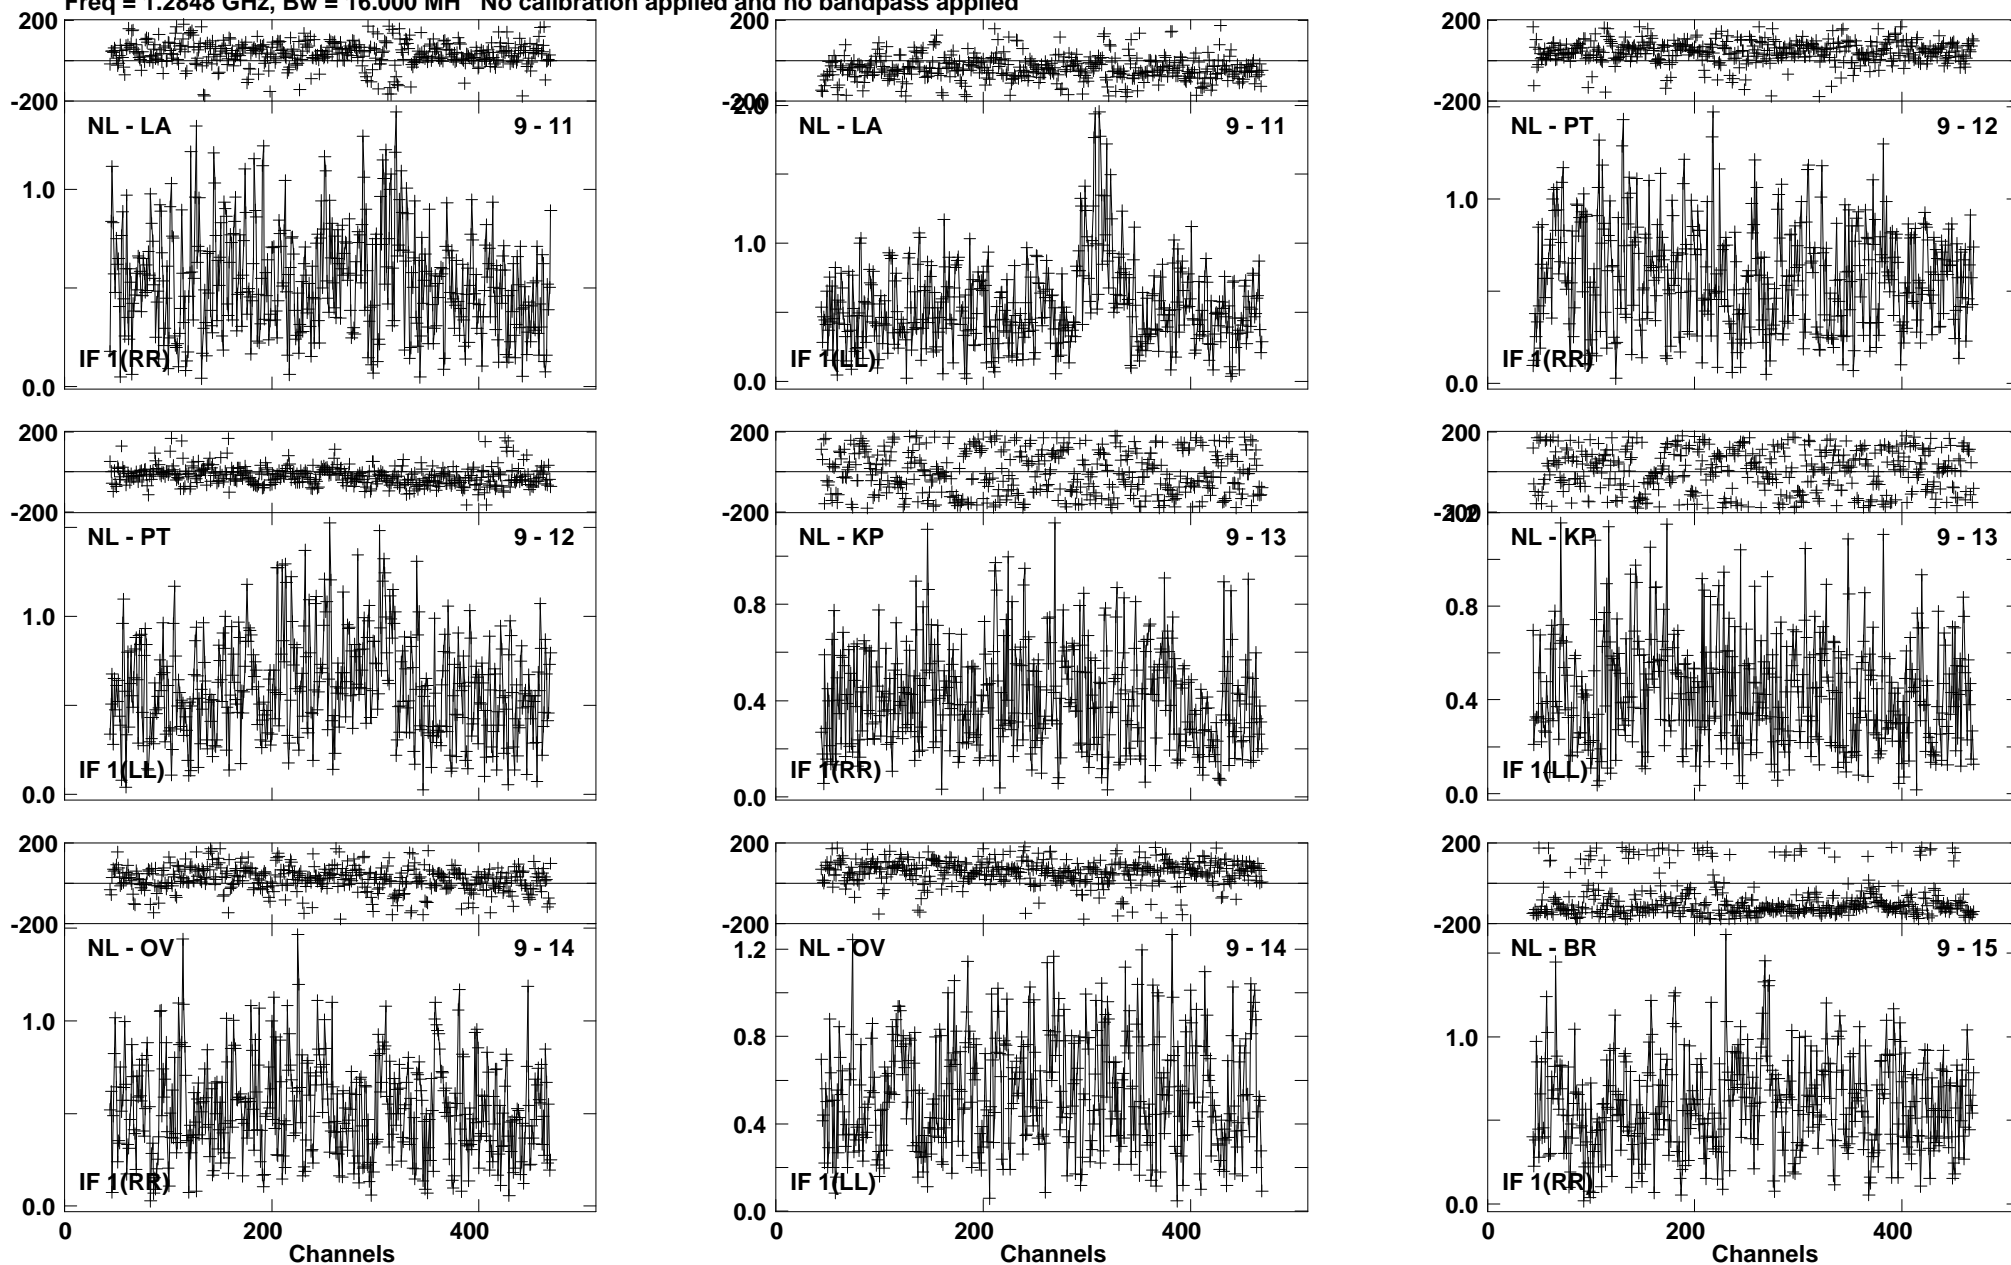 Freq = 1.2848 GHz, Bw = 16.000 MH No calibration applied and no bandpass applied
200 200 200
-200 -200 -200
2.0
NL - LA 9 - 11 NL - LA 9 - 11 NL - PT 9 - 12
1.0 1.0 1.0
IF 1(RR) IF 1(LL) IF 1(RR)
0.0 0.0 0.0
200 200 200
-200 -200 -200
1.2
NL - PT 9 - 12 NL - KP 9 - 13 NL - KP 9 - 13
1.0 0.8 0.8
0.4 0.4
IF 1(LL) IF 1(RR) IF 1(LL)
0.0 0.0 0.0
200 200 200
-200 -200 -200
NL - OV 9 - 14 NL - OV 9 - 14 NL - BR 9 - 15
1.2
1.0 0.8 1.0
0.4
IF 1(RR) IF 1(LL) IF 1(RR)
0.0 0.0 0.0
0 200 400 0 200 400 0 200 400
Channels Channels Channels